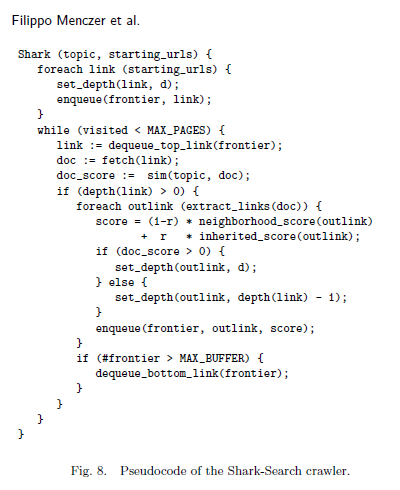 Filippo Menczer et al.
Shark (topic, starting_urls) {
foreach link (starting_urls) {
set_depth(link, d);
enqueue(frontier, link);
}
while (visited < MAX_PAGES) {
link := dequeue_top_link(frontier);
doc := fetch(link);
doc_score := sim(topic, doc);
if (depth(link) > 0) {
foreach outlink (extract_links(doc)) {
score = (1-r) * neighborhood_score(outlink)
+ r * inherited_score(outlink);
if (doc_score > 0) {
set_depth(outlink, d);
} else {
set_depth(outlink, depth(link) - 1);
}
enqueue(frontier, outlink, score);
}
if (#frontier > MAX_BUFFER) {
dequeue_bottom_link(frontier);
}
}
}
}
Fig. 8. Pseudocode of the Shark-Search crawler.